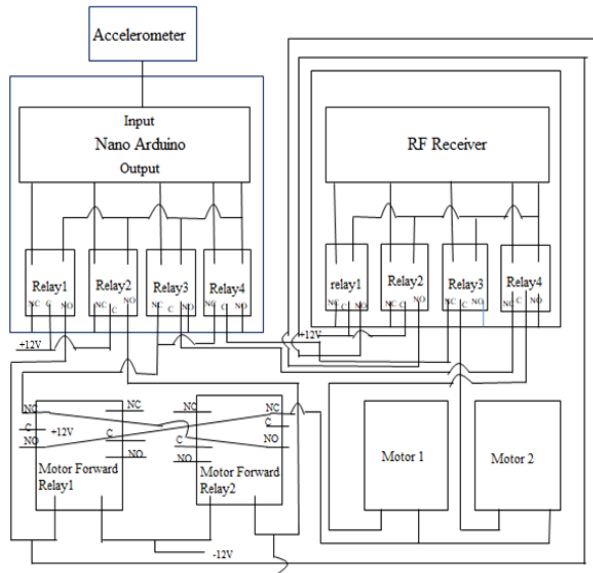 Accelerometer
Input
Nano Arduino
Output
RF Receiver
Relay1
Relay2
Relay3
Relay4
relay1
Relay2
Relay3
Relay4
NC C NO
NC C NO
NC C NO
NC C NO
NC C NO
NC C NO
NC C NO
NC C NO
+12V
+12V
NC
NC
NC
NC
C
+12V
C
C
C
NO
NO
NO
NO
Motor Forward
Relay1
Motor Forward
Relay2
Motor 1
Motor 2
-12V